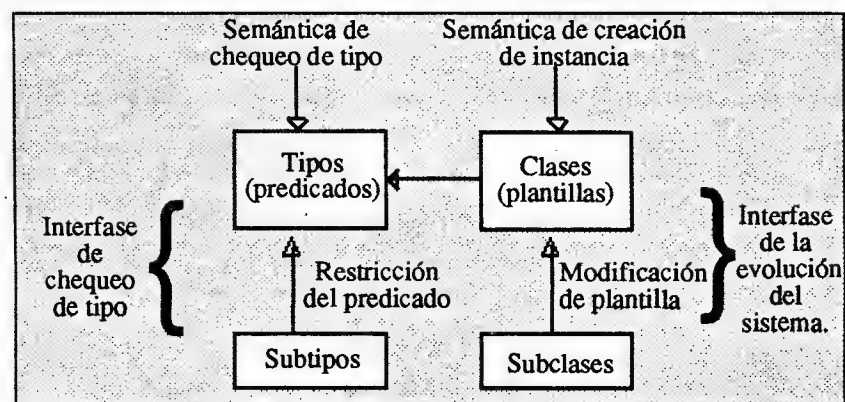 Semántica de
chequeo de tipo
Semántica de creación
de instancia
Tipos
(predicados)
Clases
(plantillas)
Interfase
de
chequeo
de tipo
Restricción
del predicado
Modificación
de plantilla
Interfase
de la
evolución
del
sistema.
Subtipos
Subclases